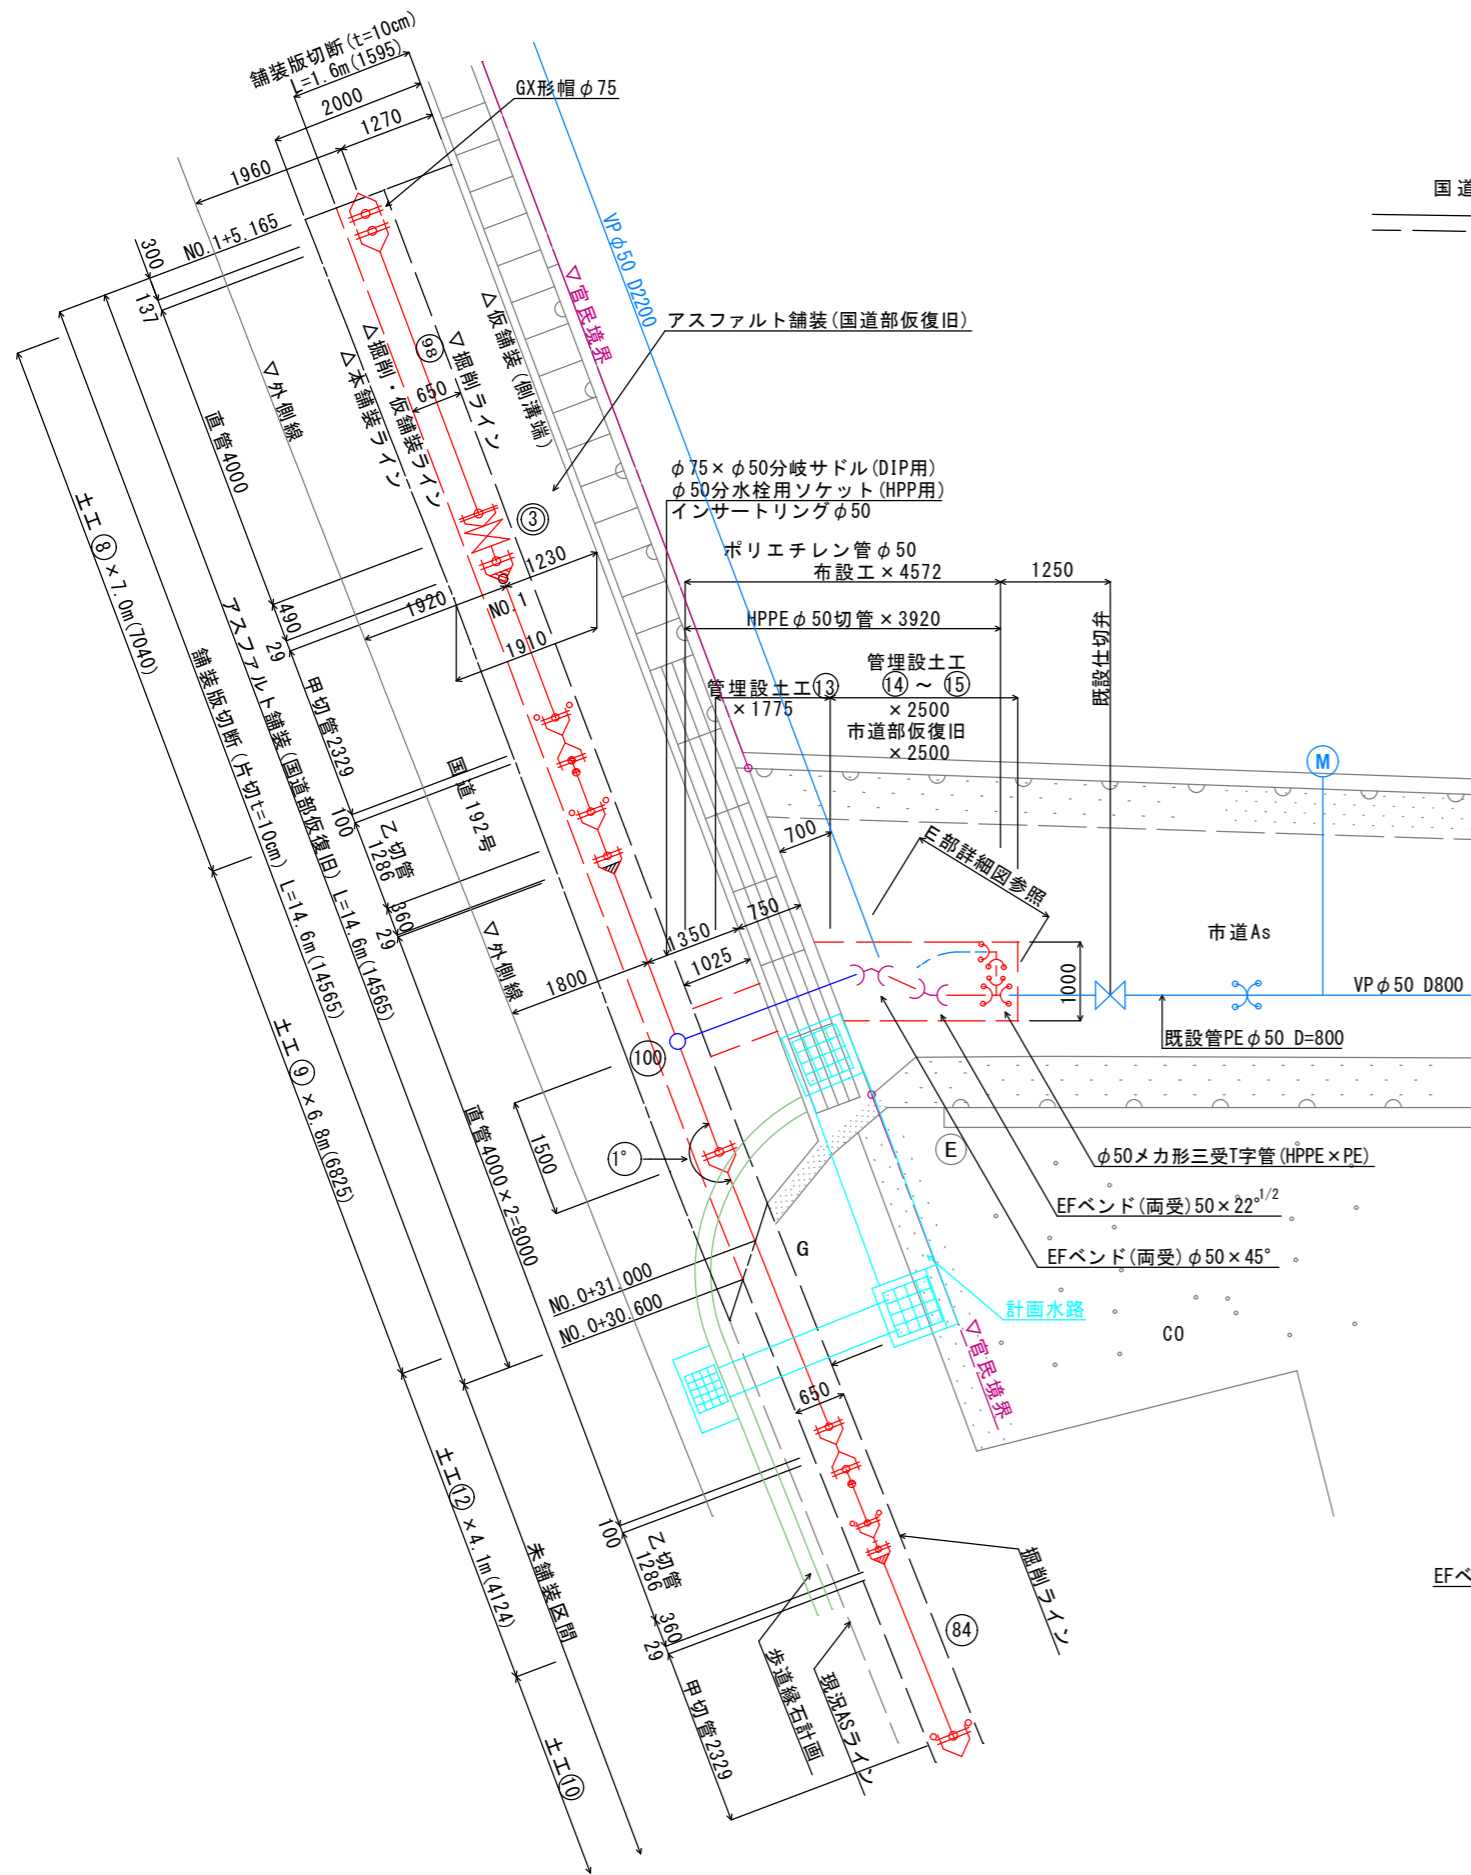 舗装版切断(t=10cm)
L=1.6m(1595)
2000
1270
1960
GX形帽φ75
国道
NO.1+5.165
300
137
VPφ50 D2200
▽官民境界
△仮舗装(側溝端)
▽掘削ライン
アスファルト舗装(国道部仮復旧)
98
650
△掘削・仮舗装ライン
△本舗装ライン
▽外側線
直管4000
土工⑧×7.0m(7040)
③
φ75×φ50分岐サドル(DIP用)
φ50分水栓用ソケット(HPP用)
インサートリングφ50
ポリエチレン管φ50
布設工×4572
1250
HPPEφ50切管×3920
既設仕切弁
1230
1920
NO.1
1910
490
29
管埋設土工⑬
×1775
管埋設土工
⑭～⑮
×2500
市道部仮復旧
×2500
舗装版切断(片切t=10cm) L=14.6m(14565)
アスファルト舗装(国道部仮復旧) L=14.6m(14565)
甲切管2329
国道192号
100
乙切管
1286
360
29
M
700
E部詳細図参照
750
1350
1025
1800
▽外側線
市道As
1000
VPφ50 D800
既設管PEφ50 D=800
100
土工⑨×6.8m(6825)
直管4000×2=8000
1500
1°
E
φ50メカ形三受T字管(HPPE×PE)
EFベンド(両受)50×22°1/2
EFベンド(両受)φ50×45°
G
NO.0+31.000
NO.0+30.600
計画水路
CO
▽官民境界
650
土工⑫×4.1m(4124)
未舗装区間
100
乙切管
1286
360
29
掘削ライン
84
EFベ
歩道縁石計画
現況ASライン
甲切管2329
土工⑩